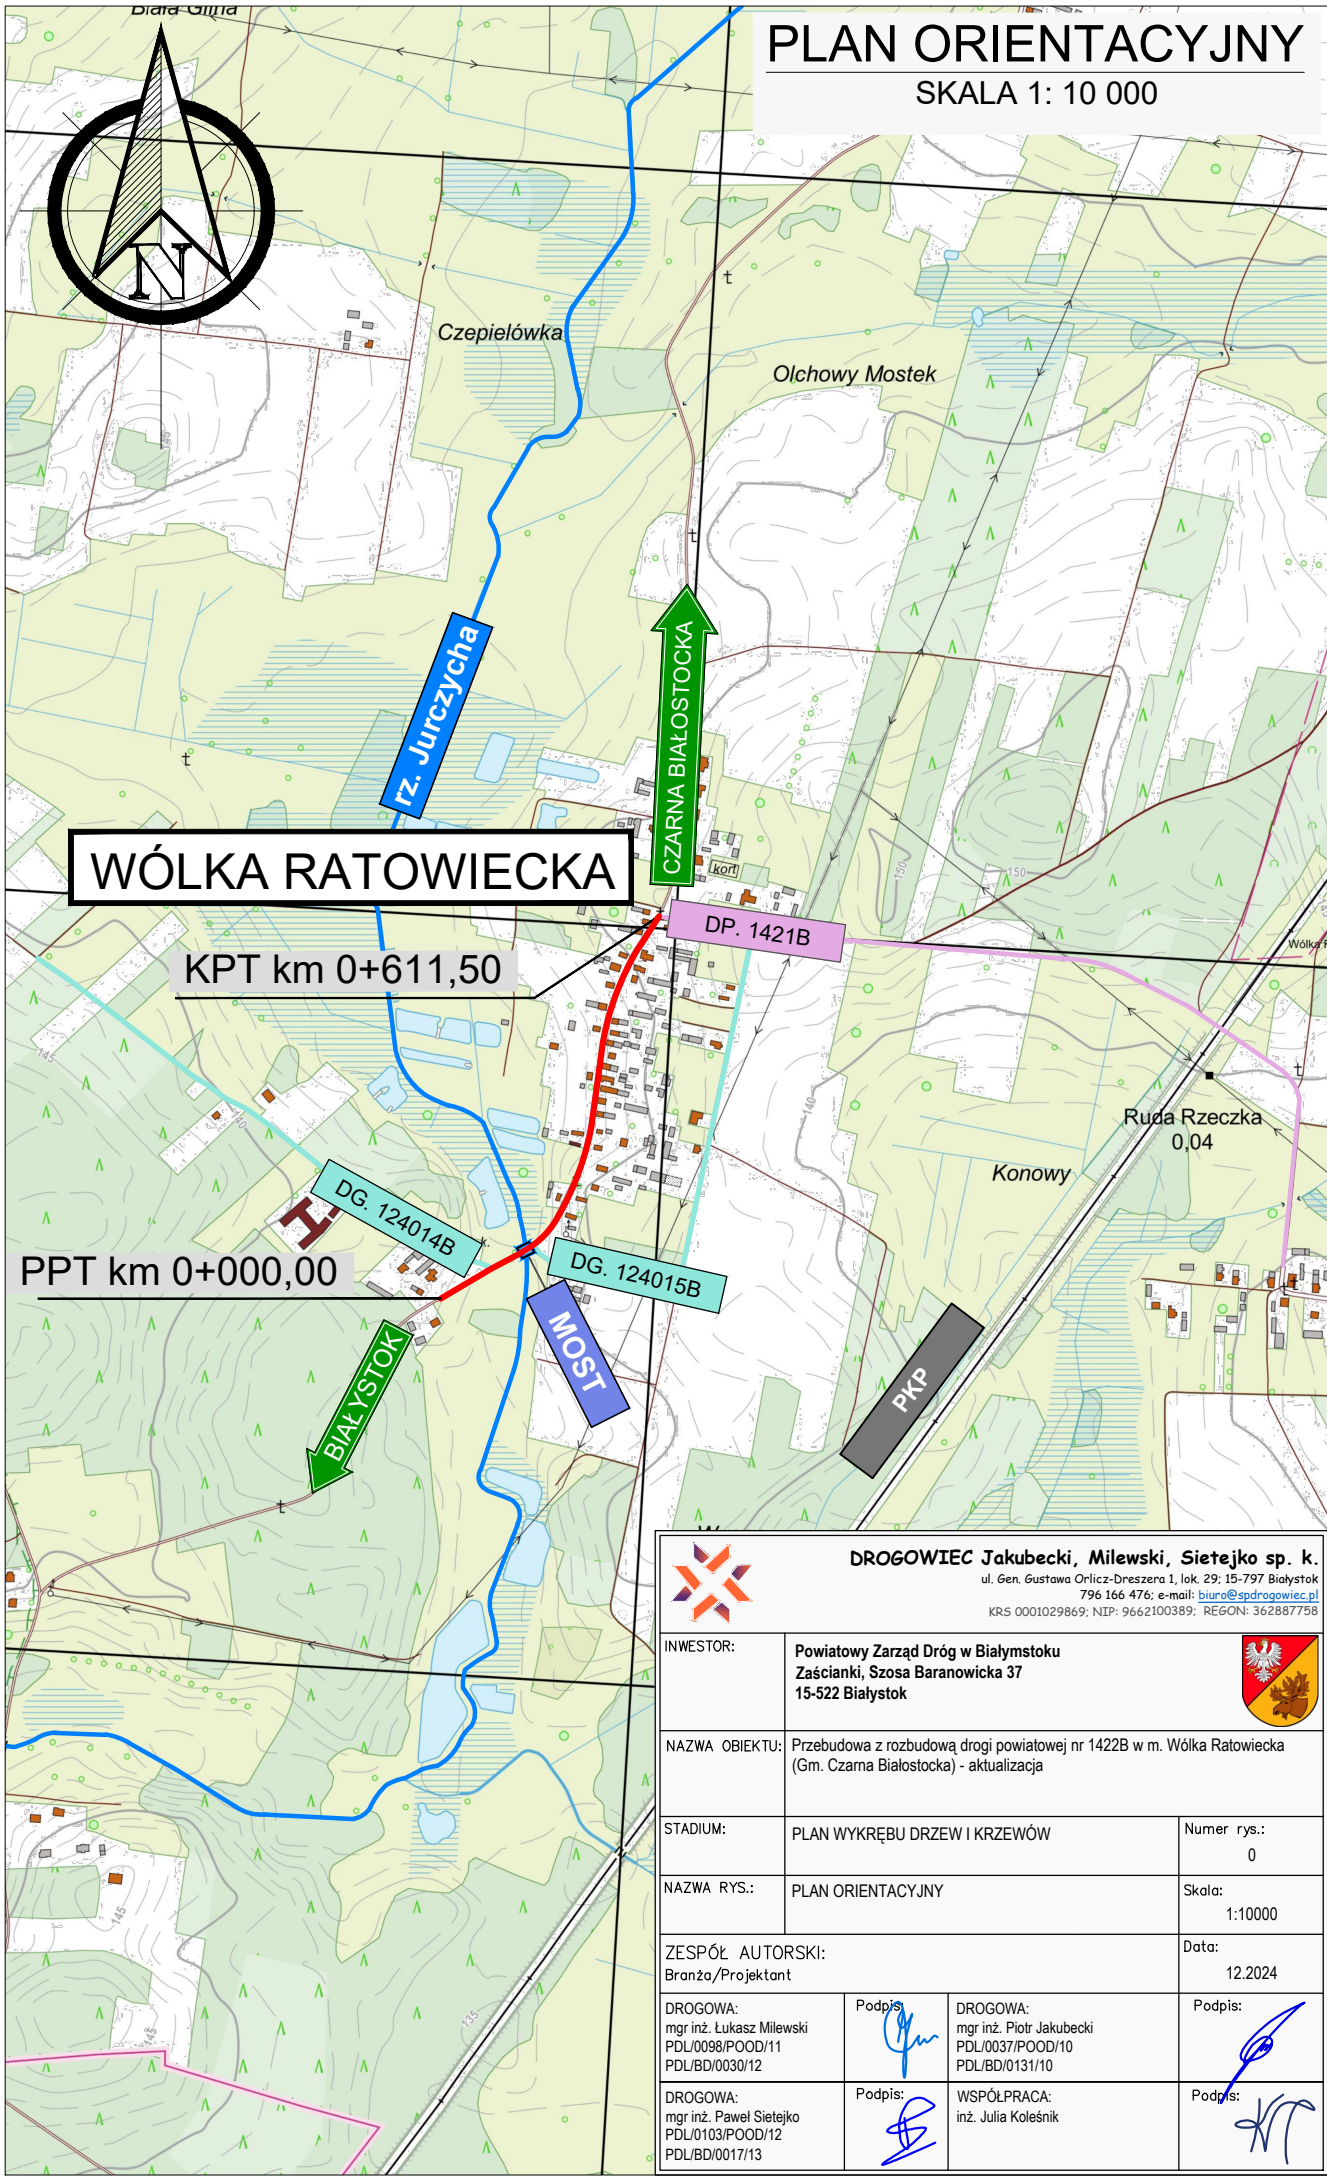 Biała Glina
PLAN ORIENTACYJNY
SKALA 1: 10 000
N
Czepielówka
Olchowy Mostek
rz. Jurczycha
CZARNA BIAŁOSTOCKA
kort
WÓLKA RATOWIECKA
150
150
DP. 1421B
KPT km 0+611,50
145
140
140
Ruda Rzeczka
0,04
Konowy
DG. 124014B
DG. 124015B
PPT km 0+000,00
MOST
BIAŁYSTOK
PKP
DROGOWIEC Jakubecki, Milewski, Sietejko sp. k.
ul. Gen. Gustawa Orlicz-Dreszera 1, lok. 29; 15-797 Białystok
796 166 476; e-mail: biuro@spdrogowiec.pl
KRS 0001029869; NIP: 9662100389; REGON: 362887758
INWESTOR:
Powiatowy Zarząd Dróg w Białymstoku
Zaścianki, Szosa Baranowicka 37
15-522 Białystok
NAZWA OBIEKTU:
Przebudowa z rozbudową drogi powiatowej nr 1422B w m. Wólka Ratowiecka
(Gm. Czarna Białostocka) - aktualizacja
STADIUM:
PLAN WYKRĘBU DRZEW I KRZEWÓW
Numer rys.:
0
NAZWA RYS.:
PLAN ORIENTACYJNY
Skala:
1:10000
ZESPÓŁ AUTORSKI:
Branża/Projektant
Data:
12.2024
DROGOWA:
mgr inż. Łukasz Milewski
PDL/0098/POOD/11
PDL/BD/0030/12
Podpis:
DROGOWA:
mgr inż. Piotr Jakubecki
PDL/0037/POOD/10
PDL/BD/0131/10
Podpis:
DROGOWA:
mgr inż. Paweł Sietejko
PDL/0103/POOD/12
PDL/BD/0017/13
Podpis:
WSPÓŁPRACA:
inż. Julia Koleśnik
Podpis:
145
145
135